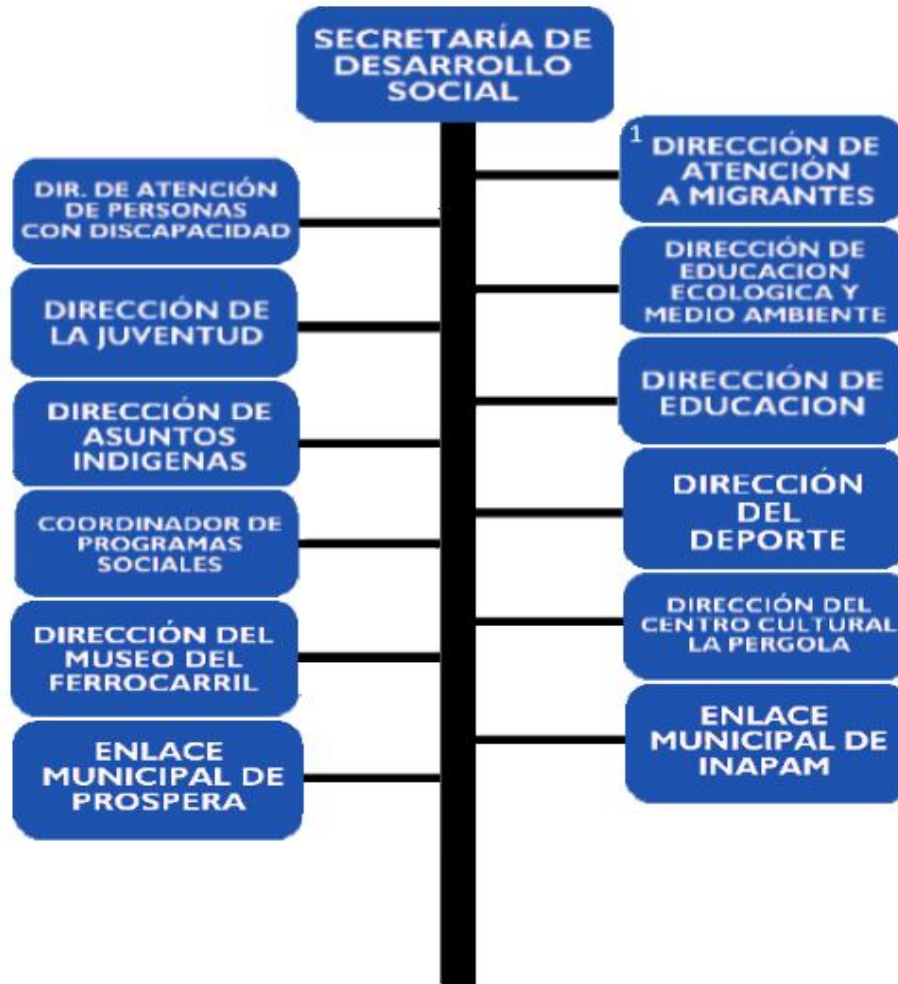 SECRETARÍA DE
DESARROLLO
SOCIAL
DIR. DE ATENCIÓN
DE PERSONAS
CON DISCAPACIDAD
DIRECCIÓN DE
LA JUVENTUD
DIRECCIÓN DE
ASUNTOS
INDIGENAS
COORDINADOR DE
PROGRAMAS
SOCIALES
DIRECCIÓN DEL
MUSEO DEL
FERROCARRIL
ENLACE
MUNICIPAL DE
PROSPERA
1
DIRECCIÓN DE
ATENCIÓN
A MIGRANTES
DIRECCIÓN DE
EDUCACION
ECOLOGICA Y
MEDIO AMBIENTE
DIRECCIÓN DE
EDUCACION
DIRECCIÓN
DEL
DEPORTE
DIRECCIÓN DEL
CENTRO CULTURAL
LA PERGOLA
ENLACE
MUNICIPAL DE
INAPAM